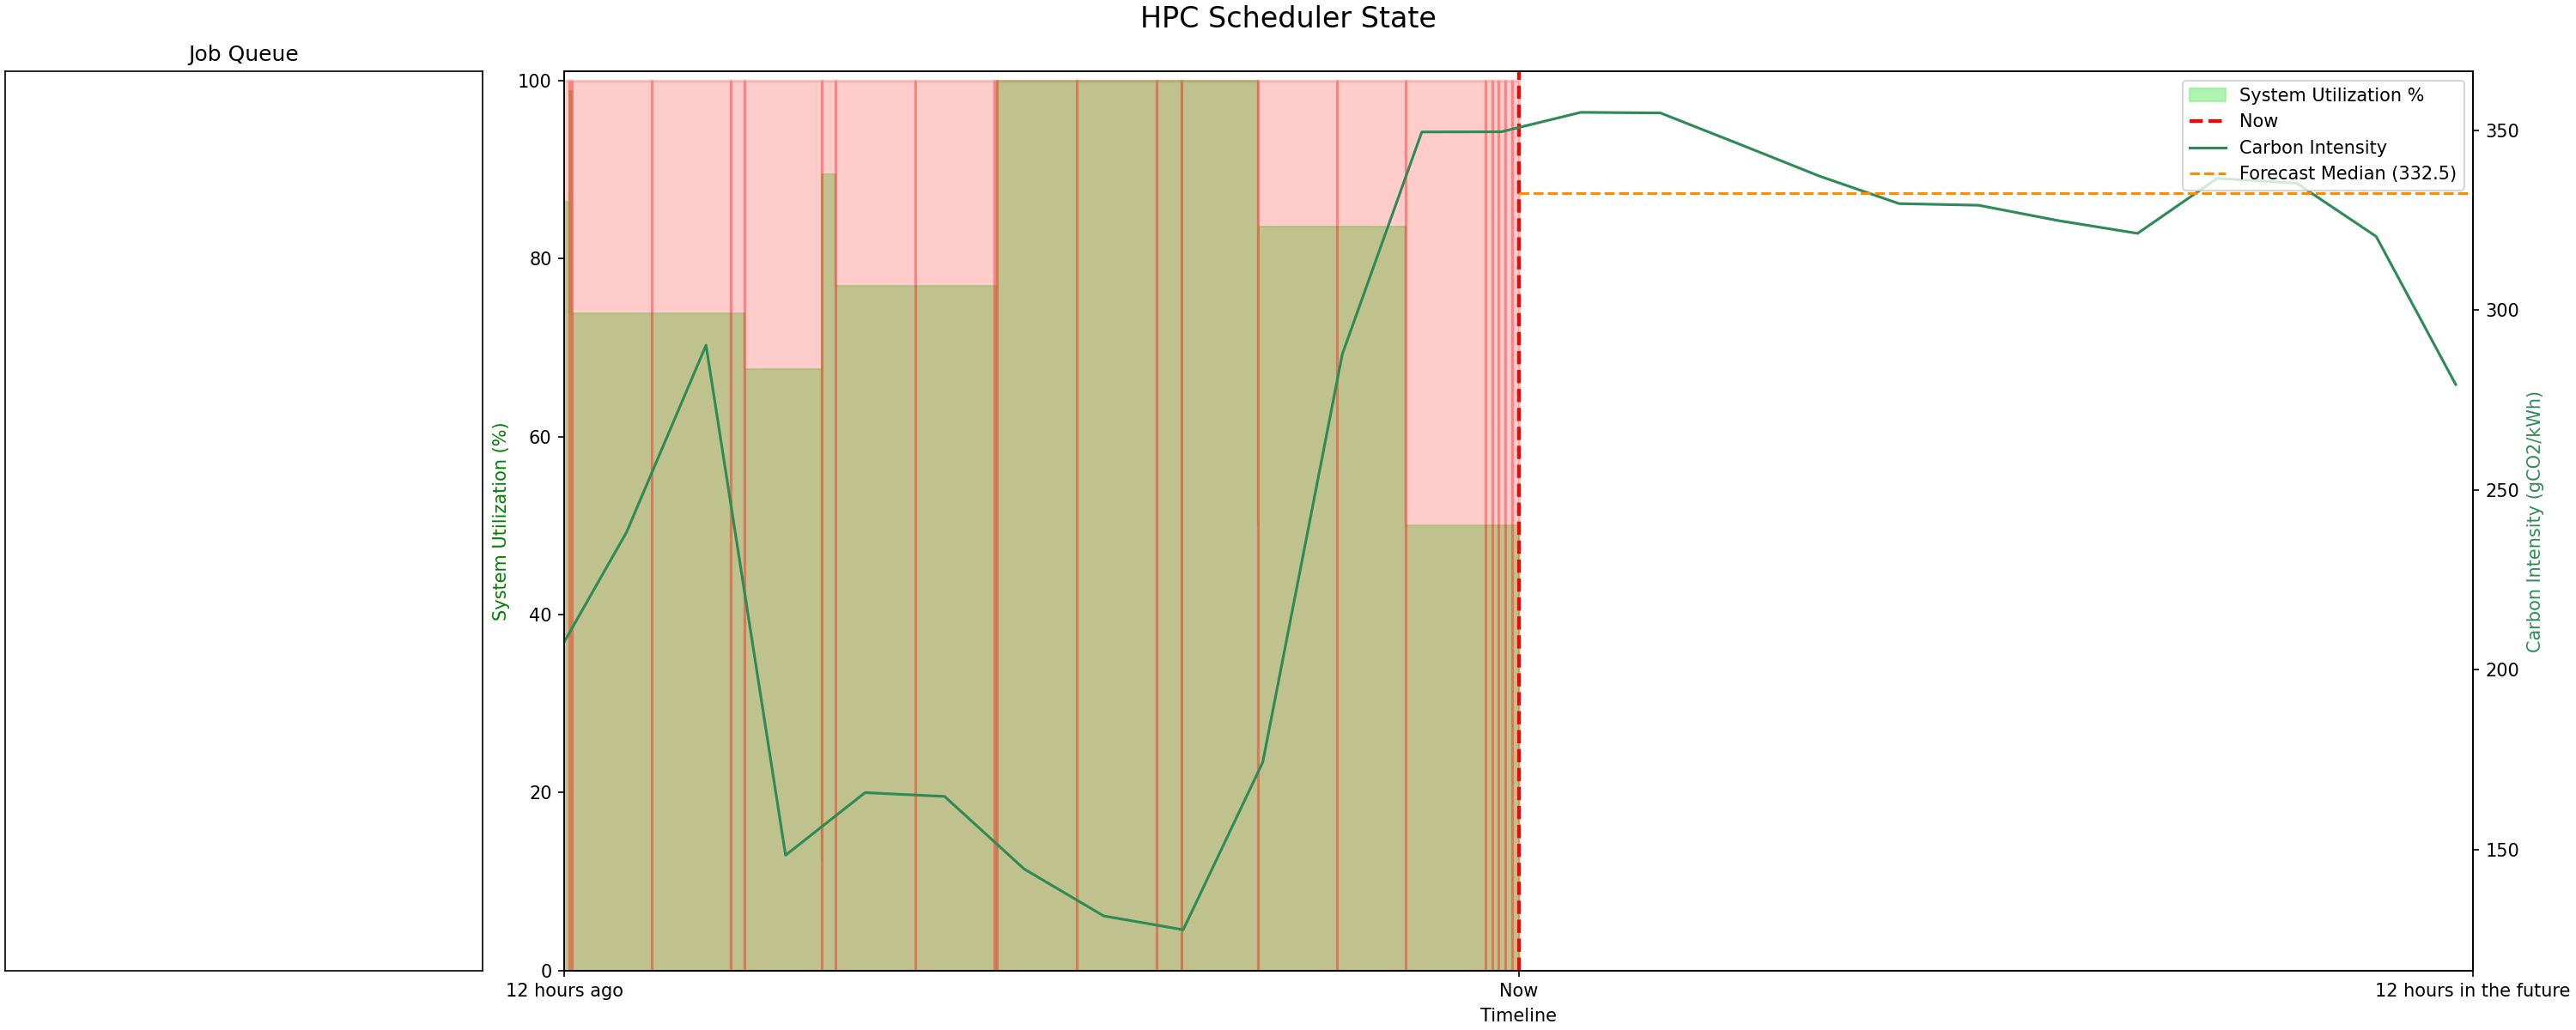 HPC Scheduler State
Job Queue
System Utilization (%)
100
80
60
40
20
0
System Utilization %
Now
Carbon Intensity
Forecast Median (332.5)
350
300
250
200
150
Carbon Intensity (gCO2/kWh)
12 hours ago
Now
12 hours in the future
Timeline